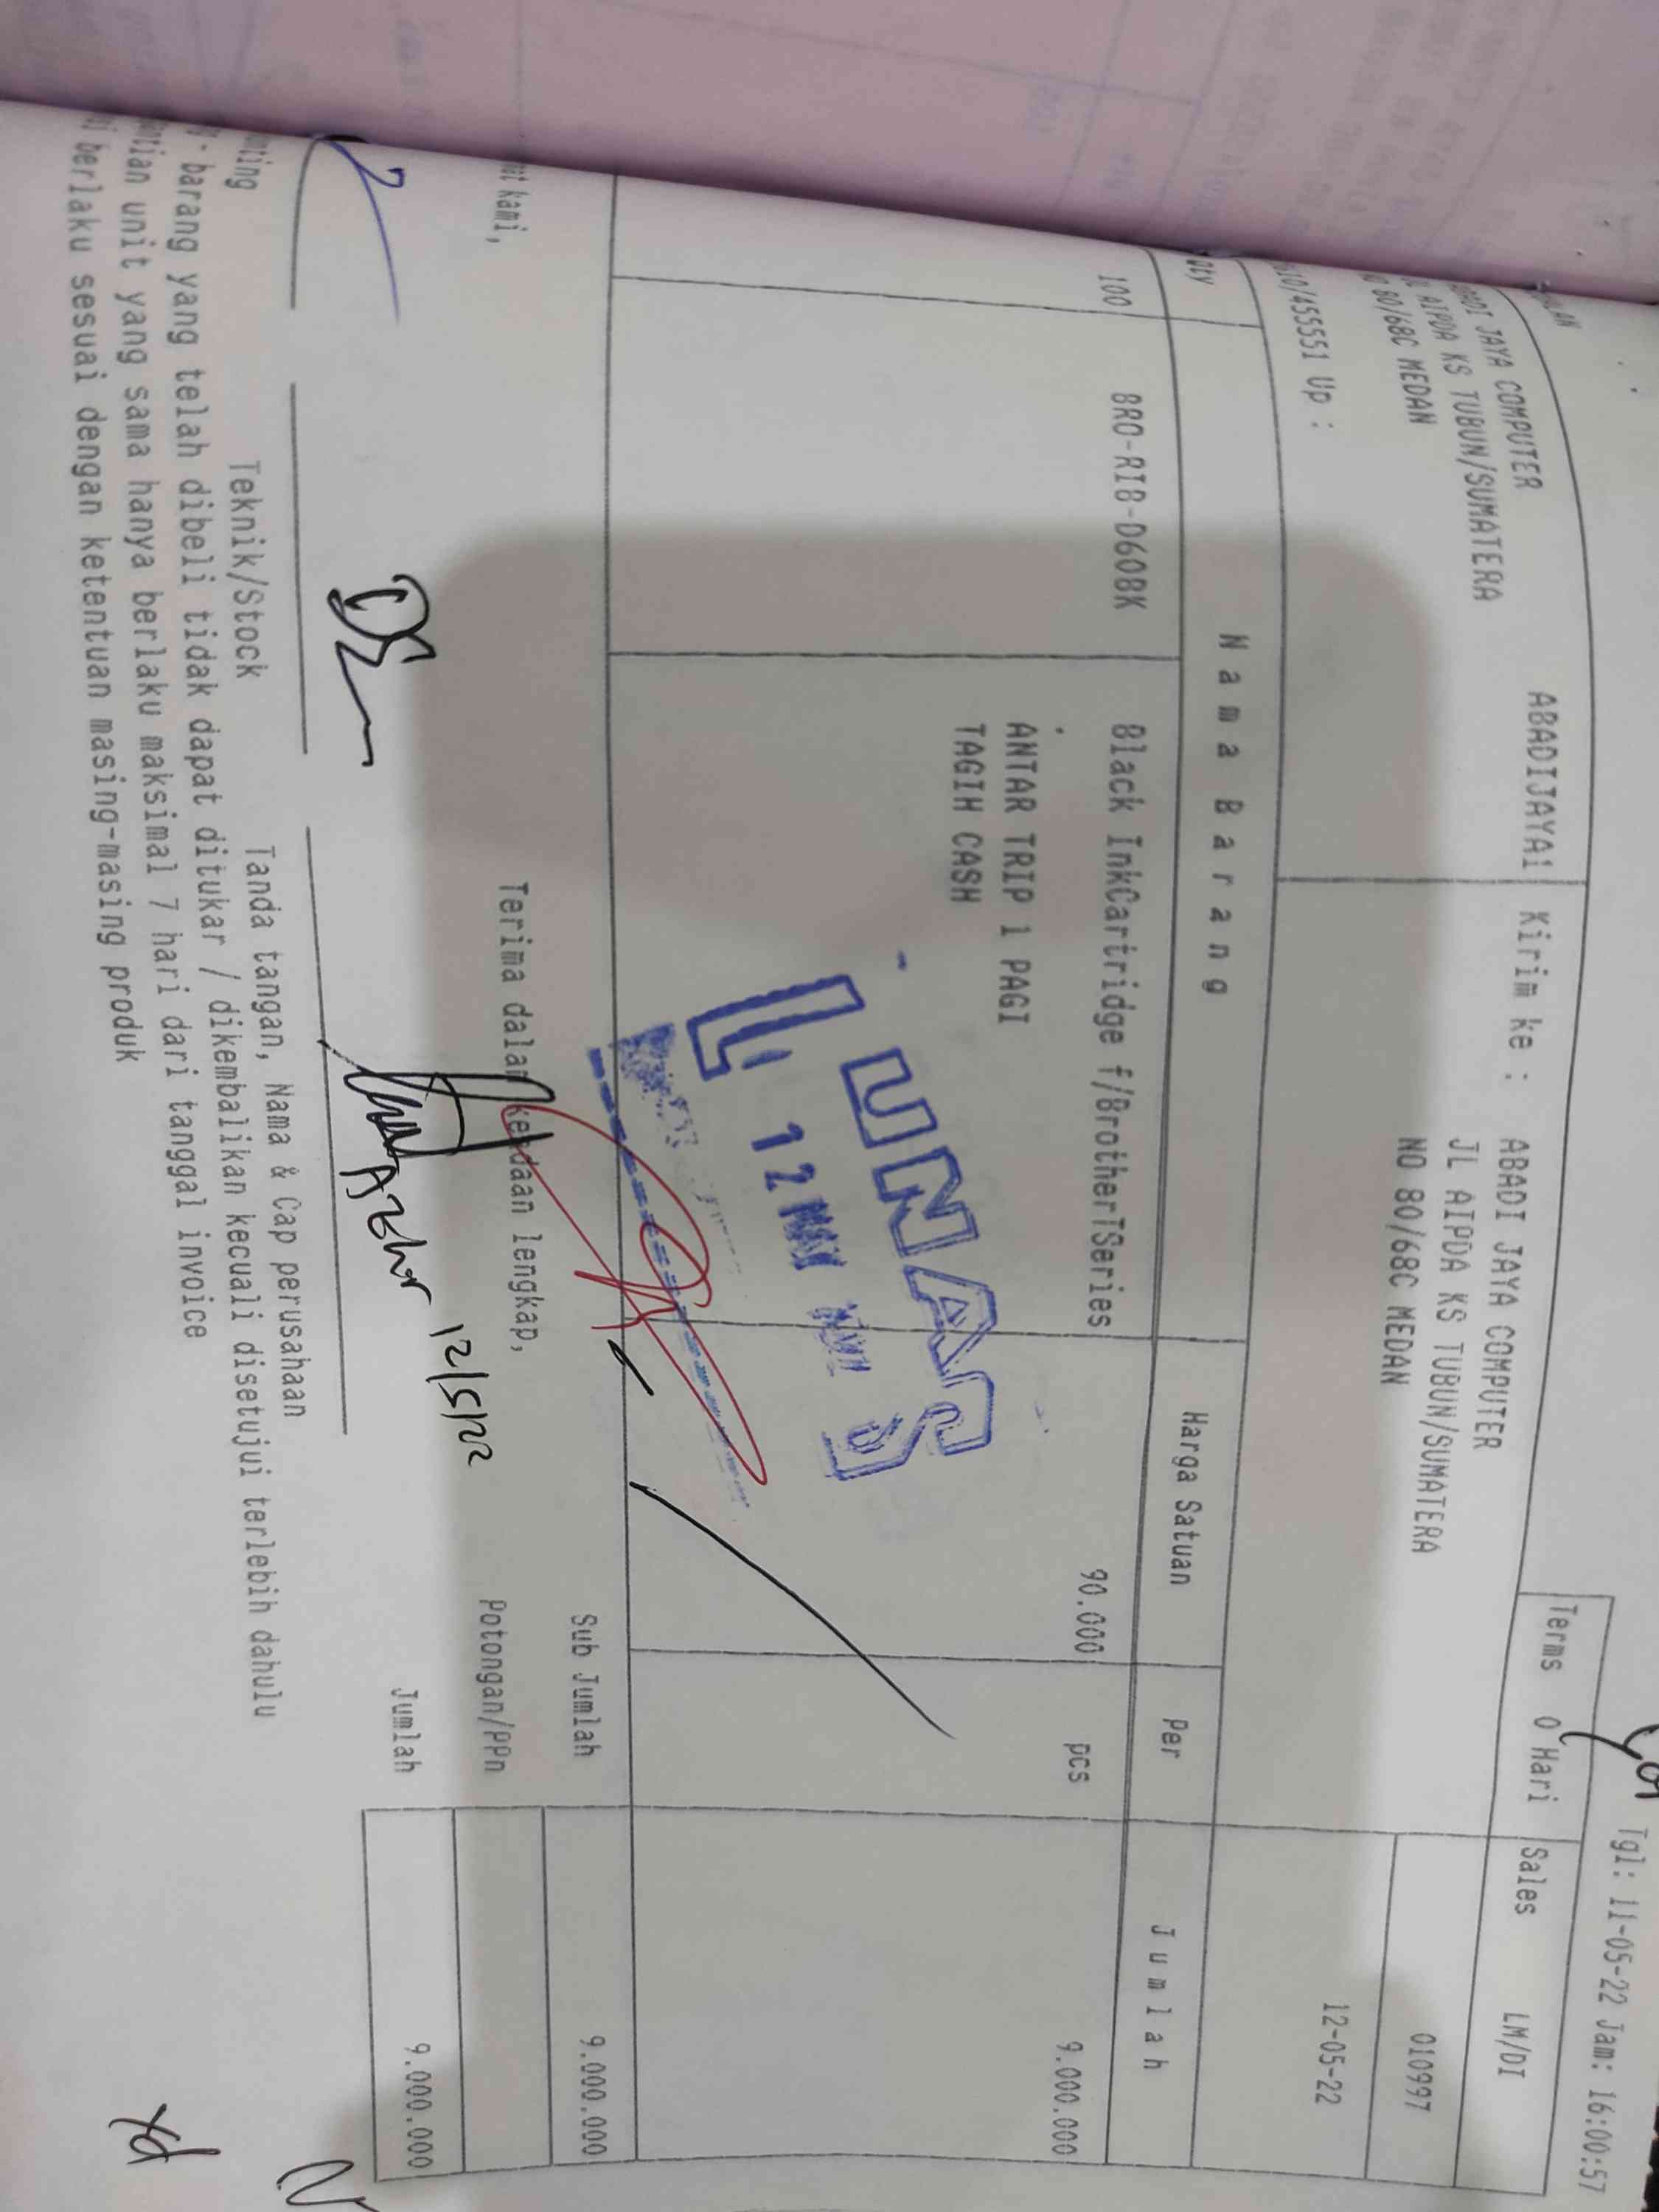 Tgl: 11-05-22 Jam: 16:00:57
ABADIJAYA1 Kirim ke : ABADI JAYA COMPUTER Terms 0 Hari Sales LM/DI
JAYA COMPUTER JL AIPDA KS TUBUN/SUMATERA 010997
AIPDA KS TUBUN/SUMATERA NO 80/68C MEDAN
80/68C MEDAN 12-05-22
10/455551 Up :
Qty Nama Barang Harga Satuan Per Jumlah
100 BRO-RIB-D60BK Black InkCartridge f/BrotherTSeries 90.000 pcs 9.000.000
.
ANTAR TRIP 1 PAGI
TAGIH CASH
LUNAS
12 MAY
Sub Jumlah 9.000.000
kami, Terima dalam keadaan lengkap,
Potongan/PPn
12/5/22
Azhar
Jumlah 9.000.000
Teknik/Stock Tanda tangan, Nama & Cap perusahaan
- barang yang telah dibeli tidak dapat ditukar / dikembalikan kecuali disetujui terlebih dahulu
unit yang sama hanya berlaku maksimal 7 hari dari tanggal invoice
berlaku sesuai dengan ketentuan masing-masing produk